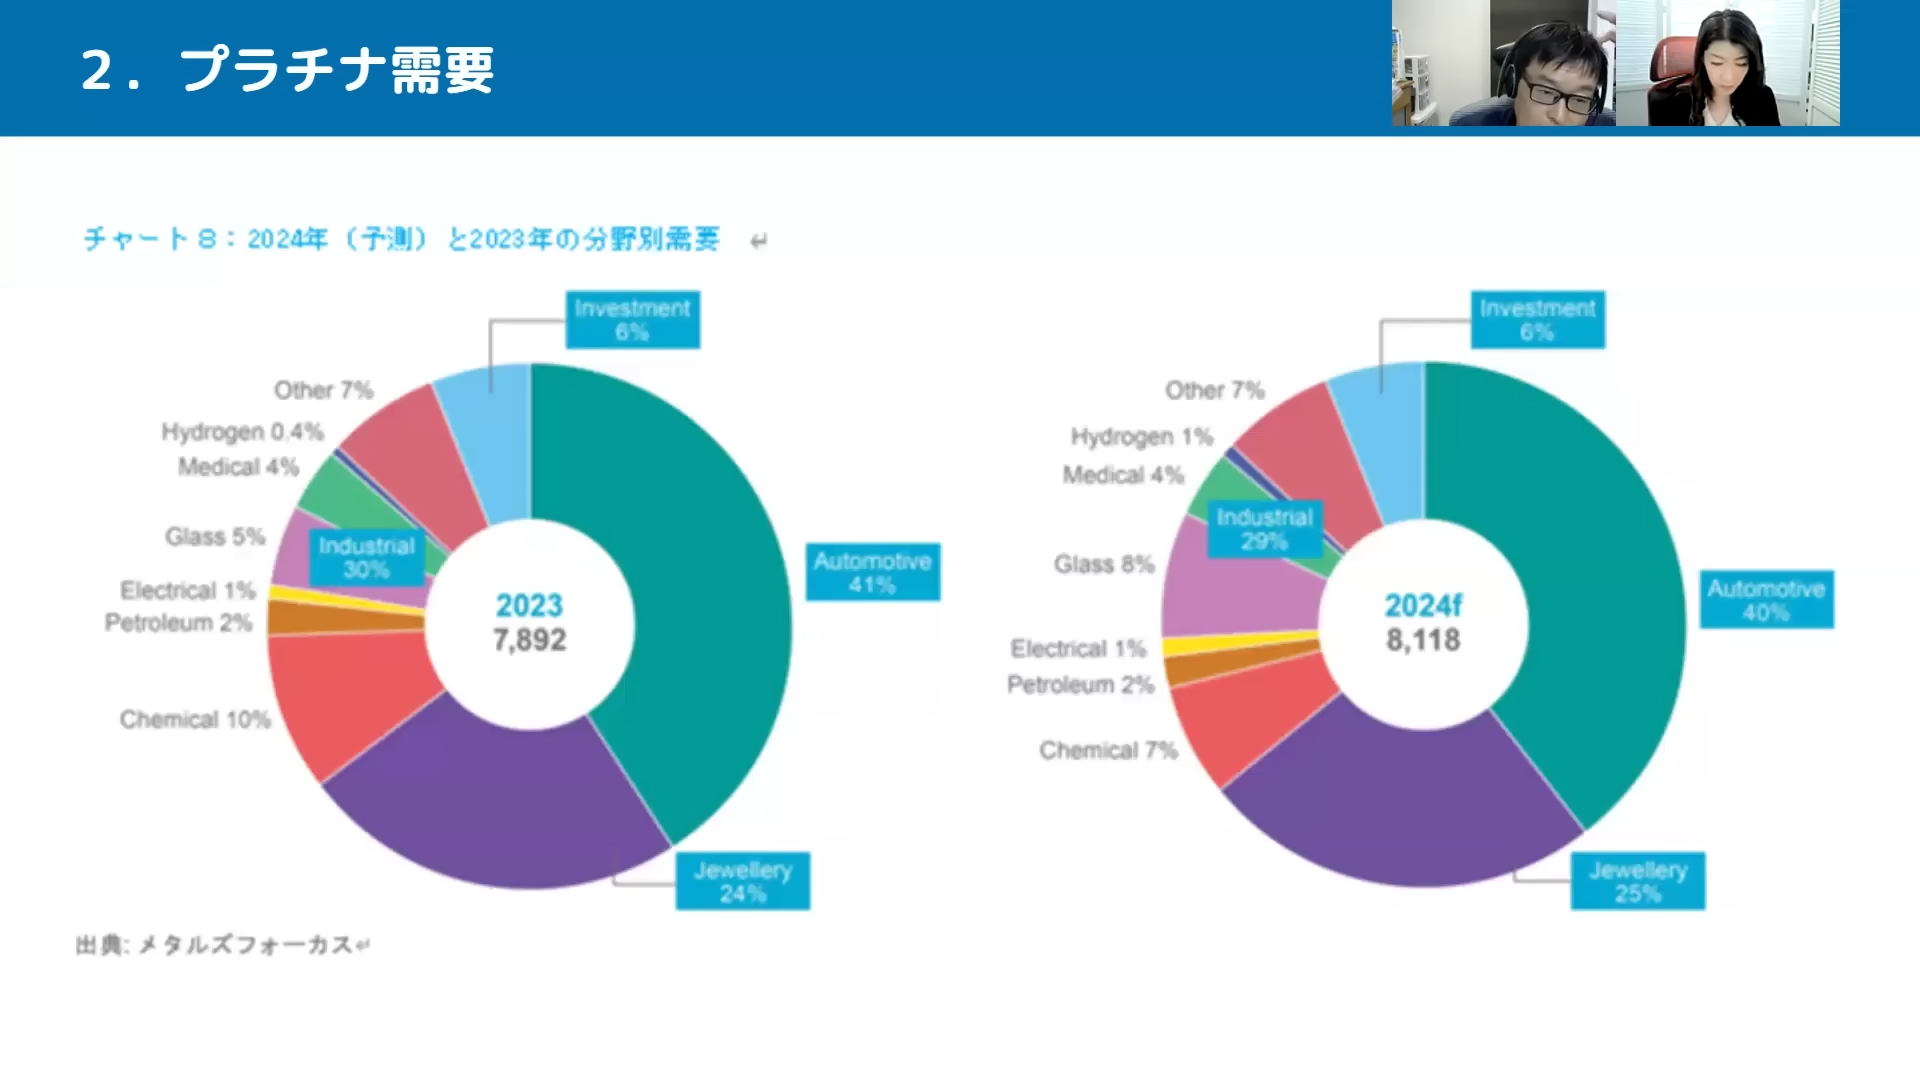 ２．プラチナ需要
チャート８：2024年（予測）と2023年の分野別需要 ↵
Investment
6%
Other 7%
Hydrogen 0.4%
Medical 4%
Glass 5%
Industrial
30%
Electrical 1%
Petroleum 2%
Chemical 10%
2023
7,892
Automotive
41%
Jewellery
24%
Investment
6%
Other 7%
Hydrogen 1%
Medical 4%
Industrial
29%
Glass 8%
Electrical 1%
Petroleum 2%
Chemical 7%
2024f
8,118
Automotive
40%
Jewellery
25%
出典: メタルズフォーカス↵